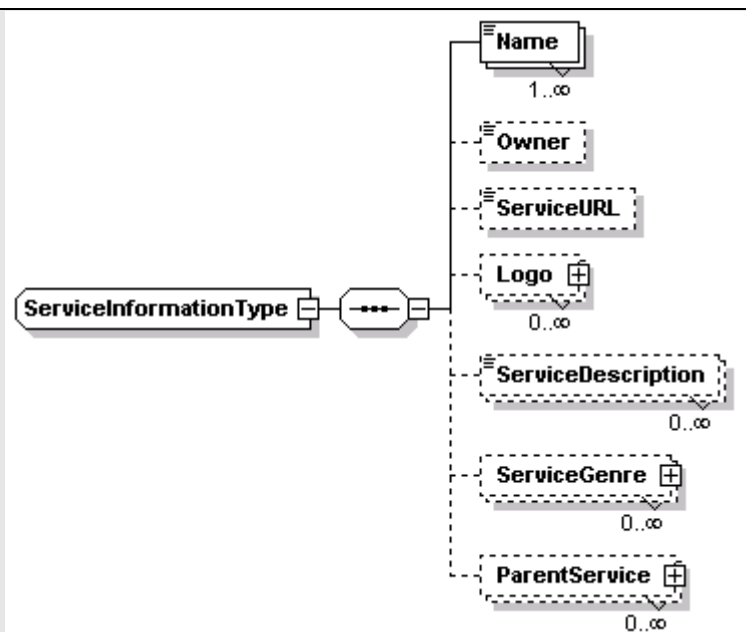 Name
1..∞
Owner
ServiceURL
Logo
0..∞
ServiceInformationType
ServiceDescription
0..∞
ServiceGenre
0..∞
ParentService
0..∞